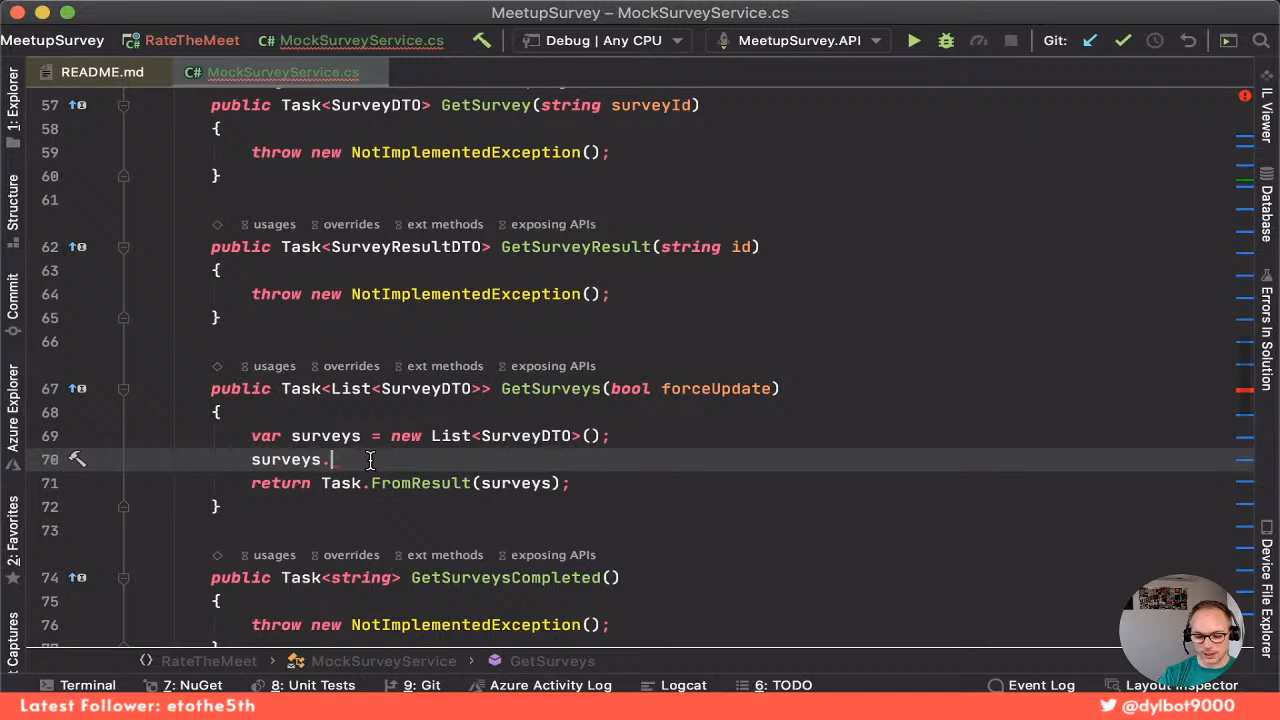 MeetupSurvey – MockSurveyService.cs
MeetupSurvey RateTheMeet C# MockSurveyService.cs Debug | Any CPU MeetupSurvey.API Git:
README.md C# MockSurveyService.cs
57 public Task<SurveyDTO> GetSurvey(string surveyId)
58 {
59 throw new NotImplementedException();
60 }
61
usages overrides ext methods exposing APIs
62 public Task<SurveyResultDTO> GetSurveyResult(string id)
63 {
64 throw new NotImplementedException();
65 }
66
usages overrides ext methods exposing APIs
67 public Task<List<SurveyDTO>> GetSurveys(bool forceUpdate)
68 {
69 var surveys = new List<SurveyDTO>();
70 surveys.
71 return Task.FromResult(surveys);
72 }
73
usages overrides ext methods exposing APIs
74 public Task<string> GetSurveysCompleted()
75 {
76 throw new NotImplementedException();
RateTheMeet > MockSurveyService > GetSurveys
1: Explorer
Structure
Commit
Azure Explorer
2: Favorites
Captures
IL Viewer
Database
Errors In Solution
Device File Explorer
Terminal 7: NuGet 8: Unit Tests 9: Git Azure Activity Log Logcat 6: TODO Event Log Layout Inspector
Latest Follower: etothe5th @dylbot9000